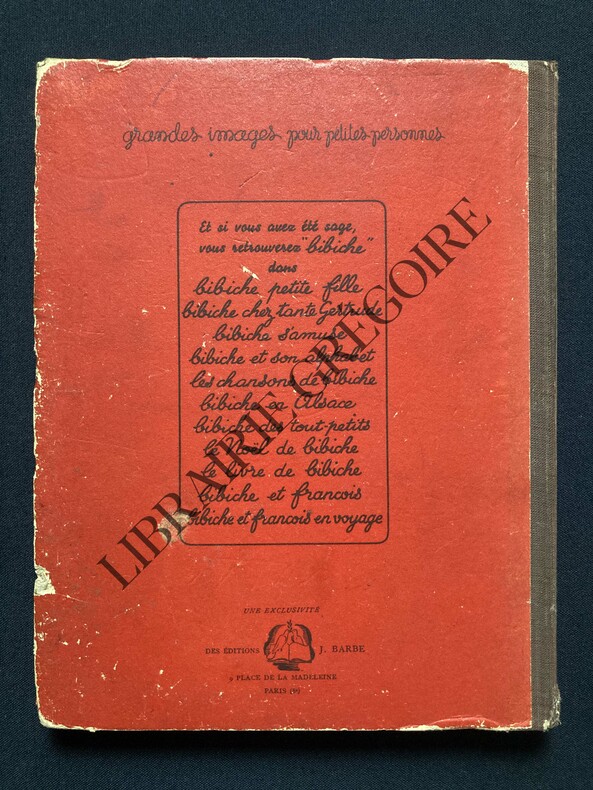 grandes images pour petites personnes
Et si vous avez été sage,
vous retrouverez "bibiche"
dans
bibiche petite fille
bibiche chez tante Gertrude
bibiche s'amuse
bibiche et son alphabet
les chansons de bibiche
bibiche en Alsace
bibiche des tout-petits
le Noël de bibiche
le livre de bibiche
bibiche et francois
bibiche et francois en voyage
LIBRAIRIE GREGOIRE
UNE EXCLUSIVITÉ
DES ÉDITIONS J. BARBE
9 PLACE DE LA MADELEINE
PARIS